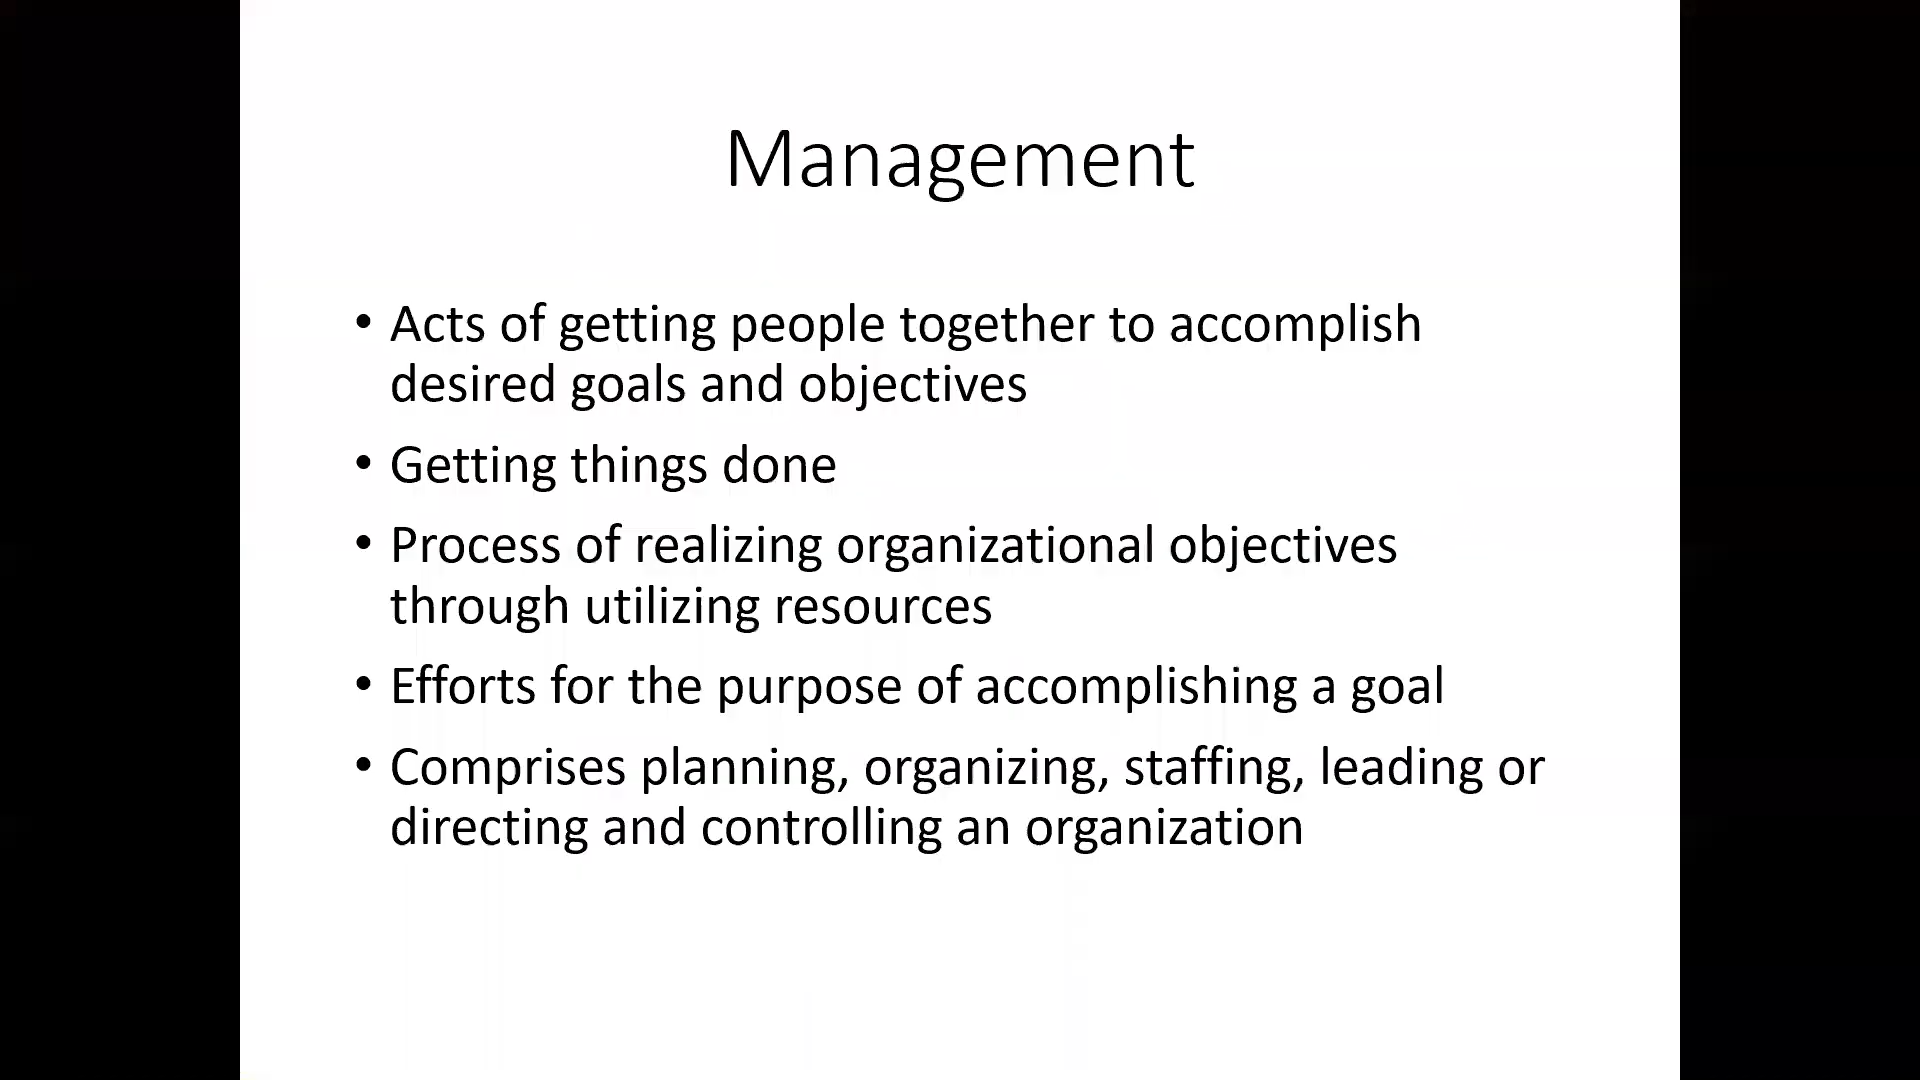 Management
• Acts of getting people together to accomplish
desired goals and objectives
• Getting things done
• Process of realizing organizational objectives
through utilizing resources
• Efforts for the purpose of accomplishing a goal
• Comprises planning, organizing, staffing, leading or
directing and controlling an organization